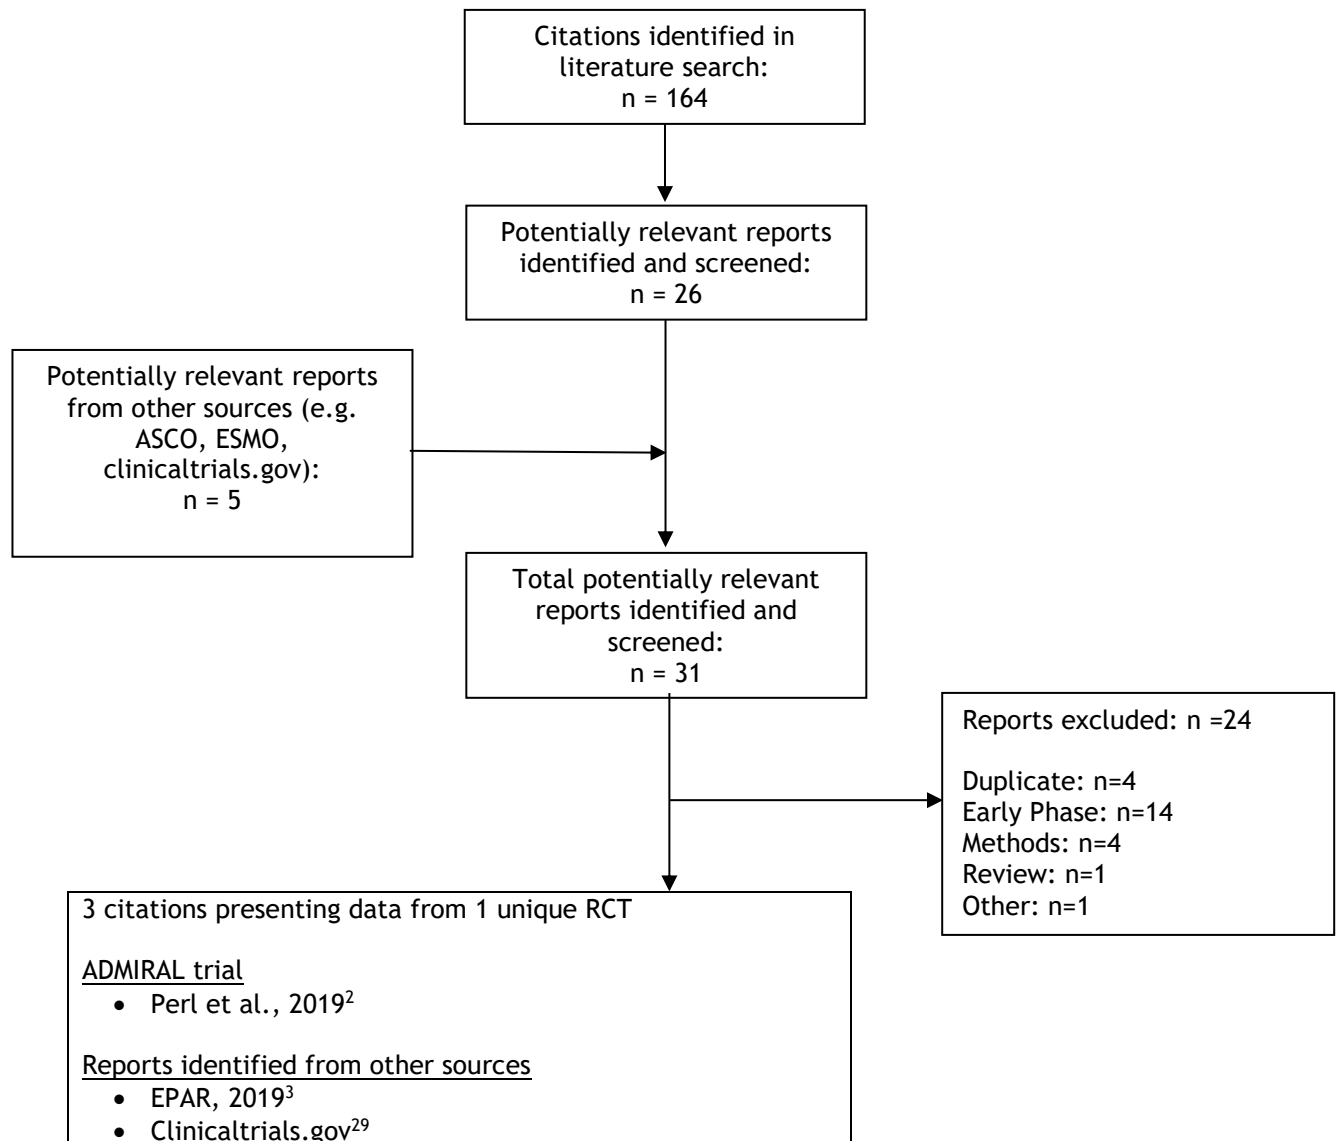 Citations identified in
literature search:
n = 164
Potentially relevant reports
identified and screened:
n = 26
Potentially relevant reports
from other sources (e.g.
ASCO, ESMO,
clinicaltrials.gov):
n = 5
Total potentially relevant
reports identified and
screened:
n = 31
Reports excluded: n =24
Duplicate: n=4
Early Phase: n=14
Methods: n=4
Review: n=1
Other: n=1
3 citations presenting data from 1 unique RCT
ADMIRAL trial
• Perl et al., 2019²
Reports identified from other sources
• EPAR, 2019³
• Clinicaltrials.gov²⁹